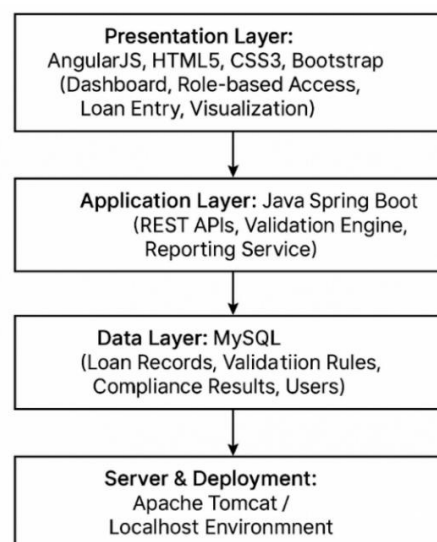 Presentation Layer:
AngularJS, HTML5, CSS3, Bootstrap
(Dashboard, Role-based Access,
Loan Entry, Visualization)
Application Layer: Java Spring Boot
(REST APIs, Validation Engine,
Reporting Service)
Data Layer: MySQL
(Loan Records, Validatiion Rules,
Compliance Results, Users)
Server & Deployment:
Apache Tomcat /
Localhost Environmnent